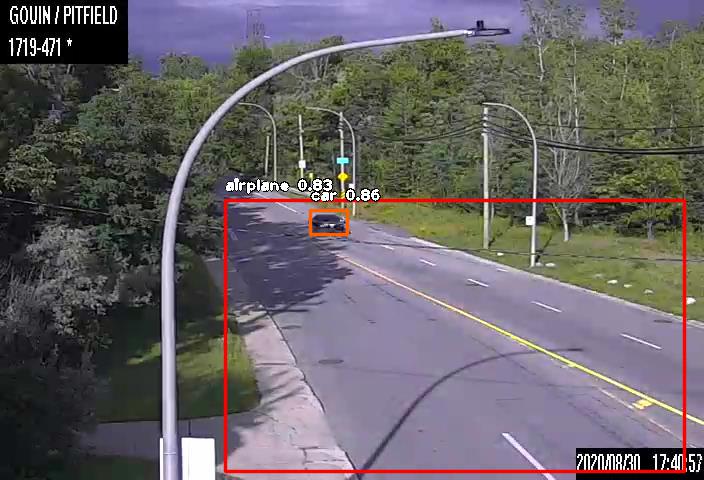 GOUIN / PITFIELD
1719-471 *
airplane 0.83
car 0.86
2020/08/30 17:40:57